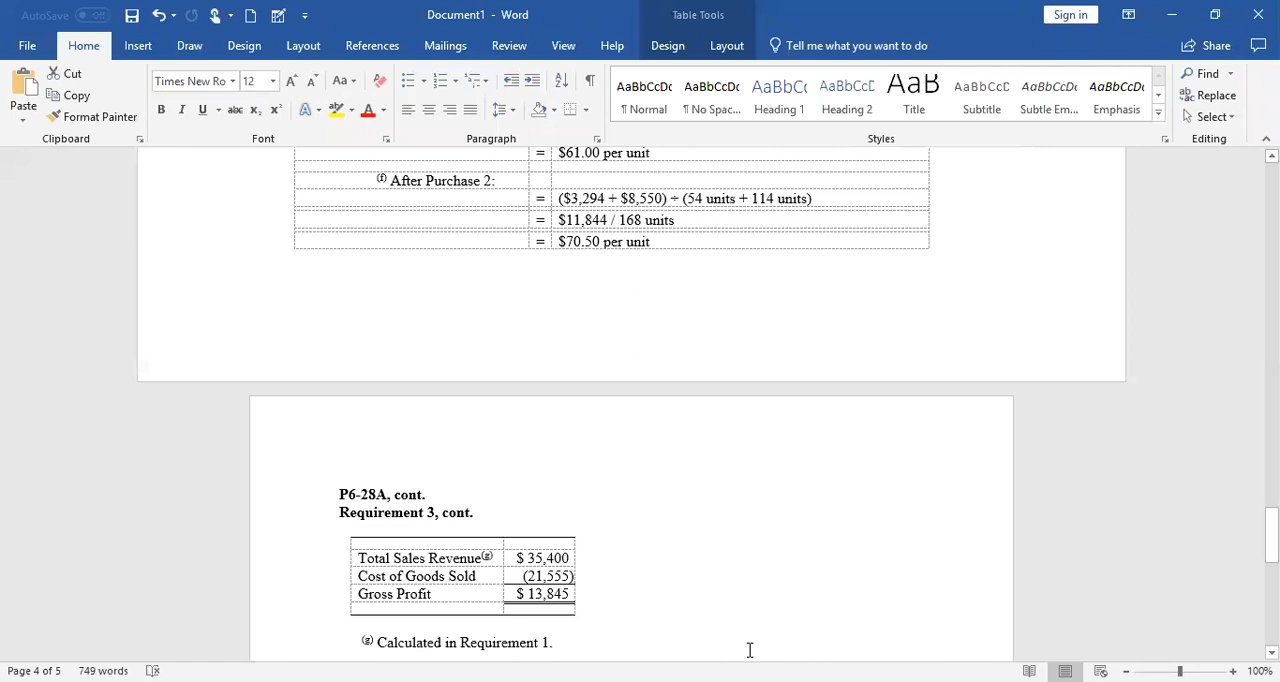 AutoSave Off
Document1 - Word
Table Tools
Sign in
File Home Insert Draw Design Layout References Mailings Review View Help Design Layout Tell me what you want to do Share
Paste
Cut
Copy
Format Painter
Times New Ro 12
AaBbCcDc AaBbCcDc AaBbCc AaBbCcD AaB AaBbCcD AaBbCcDc AaBbCcDc
¶ Normal ¶ No Spac... Heading 1 Heading 2 Title Subtitle Subtle Em... Emphasis
Find
Replace
Select
Clipboard Font Paragraph Styles Editing
= $61.00 per unit
(f) After Purchase 2:
= ($3,294 + $8,550) ÷ (54 units + 114 units)
= $11,844 / 168 units
= $70.50 per unit
P6-28A, cont.
Requirement 3, cont.
Total Sales Revenue(g) $ 35,400
Cost of Goods Sold (21,555)
Gross Profit $ 13,845
(g) Calculated in Requirement 1.
Page 4 of 5 749 words 100%